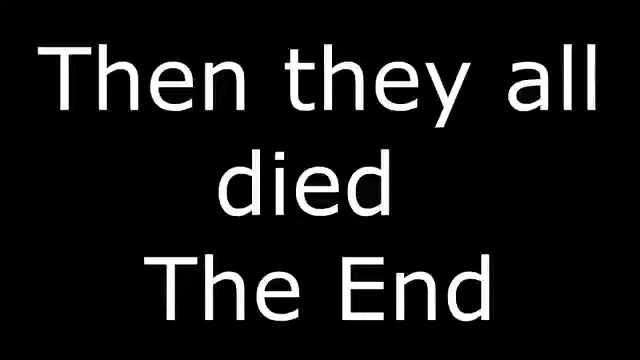 Then they all
died
The End